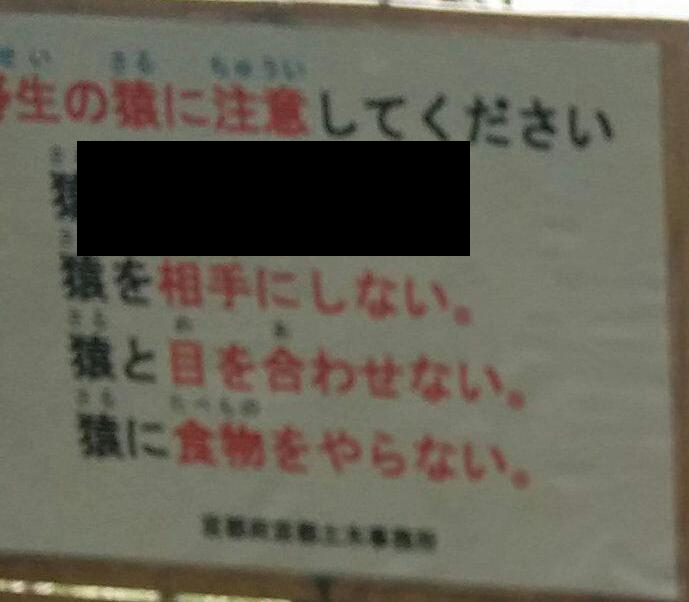 せい さる ちゅうい
生の猿に注意してください
猿
猿を相手にしない。
さる め あ
猿と目を合わせない。
さる たべもの
猿に食物をやらない。
京都府京都土木事務所